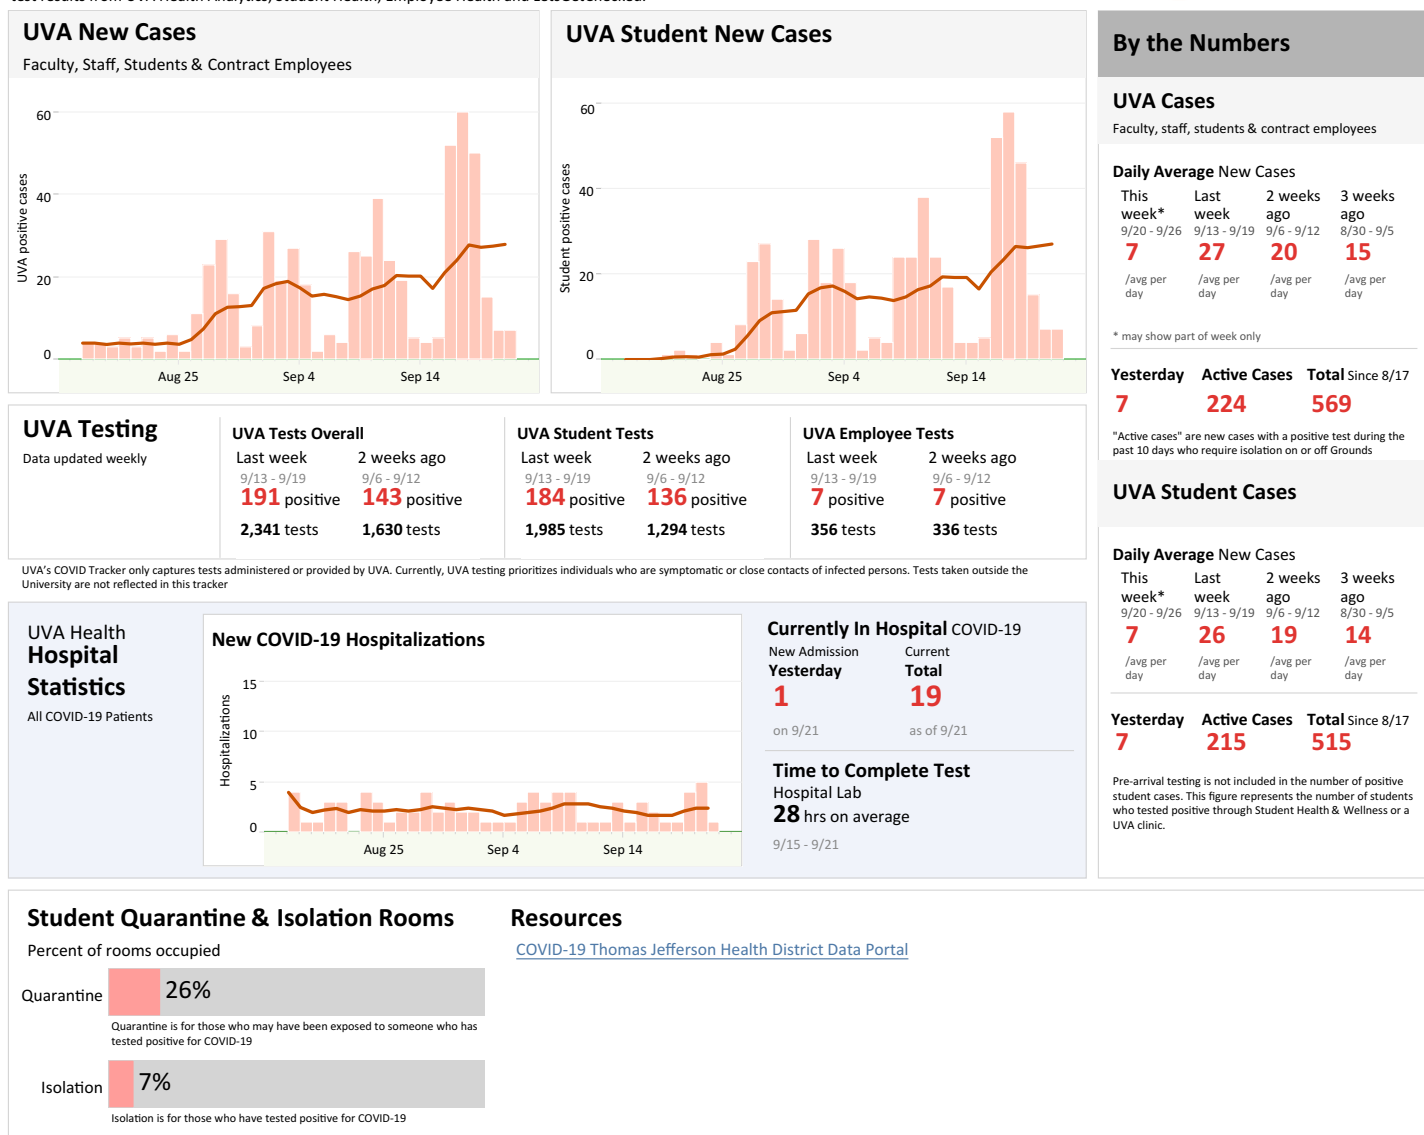 test results from UVA Health Analytics, Student Health, Employee Health and LetsGetChecked.
UVA New Cases
Faculty, Staff, Students & Contract Employees
UVA positive cases
60
40
20
0
Aug 25
Sep 4
Sep 14
UVA Student New Cases
Student positive cases
60
40
20
0
Aug 25
Sep 4
Sep 14
By the Numbers
UVA Cases
Faculty, staff, students & contract employees
Daily Average New Cases
This week*
9/20 - 9/26
7
/avg per day
Last week
9/13 - 9/19
27
/avg per day
2 weeks ago
9/6 - 9/12
20
/avg per day
3 weeks ago
8/30 - 9/5
15
/avg per day
* may show part of week only
Yesterday Active Cases Total Since 8/17
7 224 569
"Active cases" are new cases with a positive test during the
past 10 days who require isolation on or off Grounds
UVA Student Cases
Daily Average New Cases
This week*
9/20 - 9/26
7
/avg per day
Last week
9/13 - 9/19
26
/avg per day
2 weeks ago
9/6 - 9/12
19
/avg per day
3 weeks ago
8/30 - 9/5
14
/avg per day
Yesterday Active Cases Total Since 8/17
7 215 515
Pre-arrival testing is not included in the number of positive
student cases. This figure represents the number of students
who tested positive through Student Health & Wellness or a
UVA clinic.
UVA Testing
Data updated weekly
UVA Tests Overall
Last week
9/13 - 9/19
191 positive
2,341 tests
2 weeks ago
9/6 - 9/12
143 positive
1,630 tests
UVA Student Tests
Last week
9/13 - 9/19
184 positive
1,985 tests
2 weeks ago
9/6 - 9/12
136 positive
1,294 tests
UVA Employee Tests
Last week
9/13 - 9/19
7 positive
356 tests
2 weeks ago
9/6 - 9/12
7 positive
336 tests
UVA's COVID Tracker only captures tests administered or provided by UVA. Currently, UVA testing prioritizes individuals who are symptomatic or close contacts of infected persons. Tests taken outside the
University are not reflected in this tracker
UVA Health
Hospital
Statistics
All COVID-19 Patients
New COVID-19 Hospitalizations
Hospitalizations
15
10
5
0
Aug 25
Sep 4
Sep 14
Currently In Hospital COVID-19
New Admission
Yesterday
1
on 9/21
Current
Total
19
as of 9/21
Time to Complete Test
Hospital Lab
28 hrs on average
9/15 - 9/21
Student Quarantine & Isolation Rooms
Percent of rooms occupied
Quarantine
26%
Quarantine is for those who may have been exposed to someone who has
tested positive for COVID-19
Isolation
7%
Isolation is for those who have tested positive for COVID-19
Resources
COVID-19 Thomas Jefferson Health District Data Portal